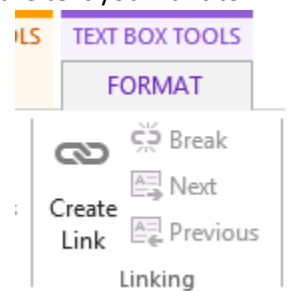 OLS TEXT BOX TOOLS
FORMAT
Break
Next
Create
Link
Previous
Linking